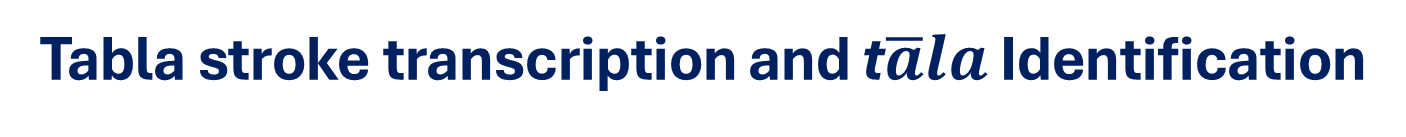 Tabla stroke transcription and tāla Identification